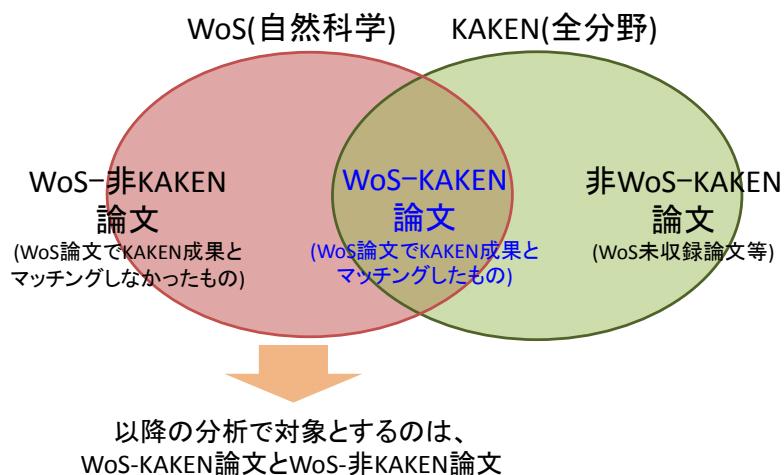 WoS(自然科学)
KAKEN(全分野)
WoS−非KAKEN
論文
(WoS論文でKAKEN成果と
マッチングしなかったもの)
WoS−KAKEN
論文
(WoS論文でKAKEN成果と
マッチングしたもの)
非WoS−KAKEN
論文
(WoS未収録論文等)
以降の分析で対象とするのは、
WoS-KAKEN論文とWoS-非KAKEN論文